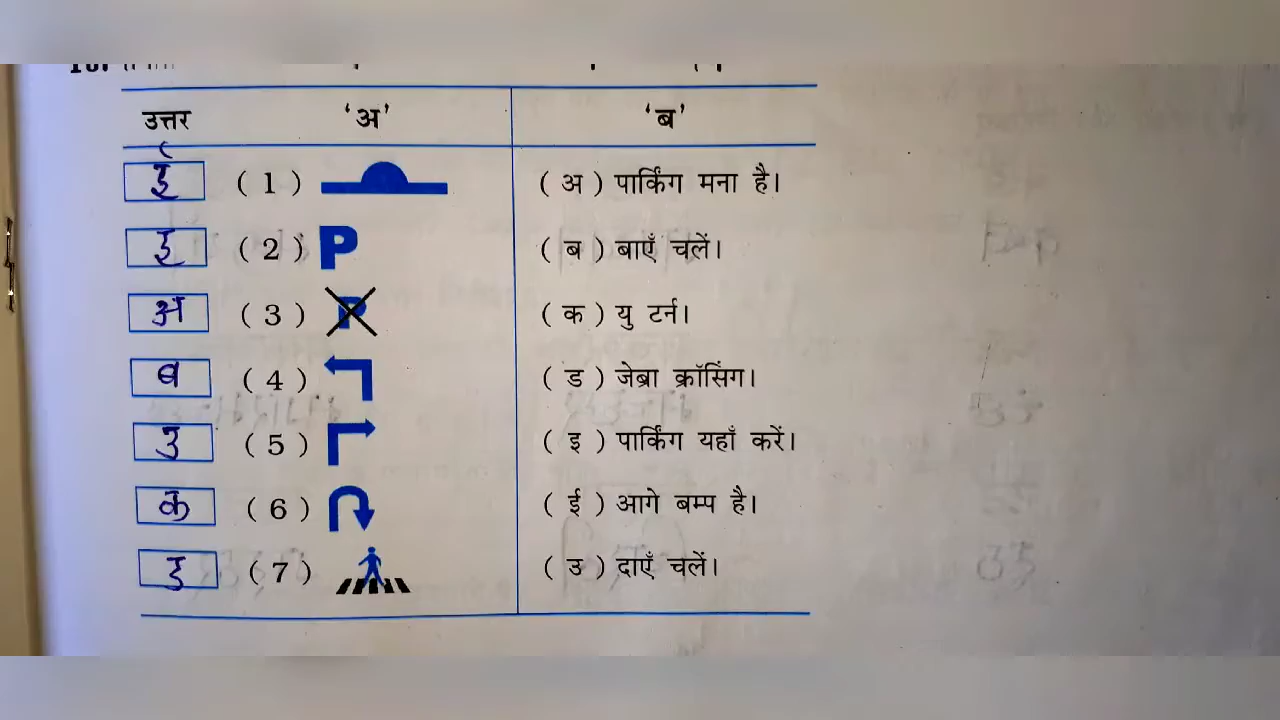 उत्तर 'अ' 'ब'
ई (1) (अ) पार्किंग मना है।
इ (2) P (ब) बाएँ चलें।
अ (3) P (क) यु टर्न।
ब (4) (ड) जेब्रा क्रॉसिंग।
उ (5) (इ) पार्किंग यहाँ करें।
क (6) (ई) आगे बम्प है।
ड (7) (उ) दाएँ चलें।